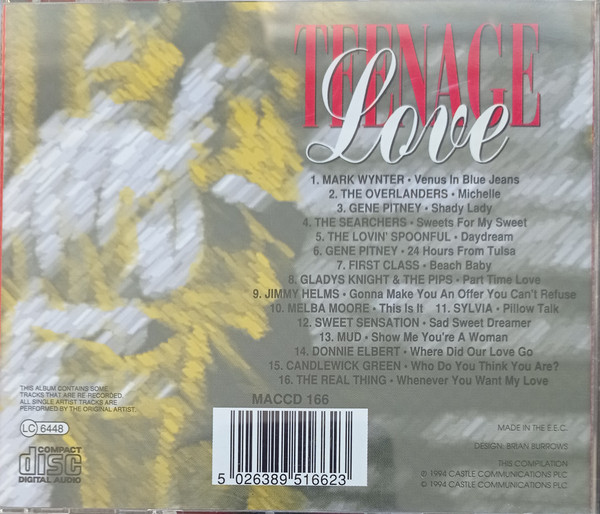 TEENAGE
Love
1. MARK WYNTER • Venus In Blue Jeans
2. THE OVERLANDERS • Michelle
3. GENE PITNEY • Shady Lady
4. THE SEARCHERS • Sweets For My Sweet
5. THE LOVIN' SPOONFUL • Daydream
6. GENE PITNEY • 24 Hours From Tulsa
7. FIRST CLASS • Beach Baby
8. GLADYS KNIGHT & THE PIPS • Part Time Love
9. JIMMY HELMS • Gonna Make You An Offer You Can't Refuse
10. MELBA MOORE • This Is It 11. SYLVIA • Pillow Talk
12. SWEET SENSATION • Sad Sweet Dreamer
13. MUD • Show Me You're A Woman
14. DONNIE ELBERT • Where Did Our Love Go
15. CANDLEWICK GREEN • Who Do You Think You Are?
16. THE REAL THING • Whenever You Want My Love
THIS ALBUM CONTAINS SOME
TRACKS THAT ARE RE-RECORDED.
ALL SINGLE ARTIST TRACKS ARE
PERFORMED BY THE ORIGINAL ARTIST.
LC 6448
COMPACT
disc
DIGITAL AUDIO
MACCD 166
5 026389 516623
MADE IN THE E.E.C.
DESIGN: BRIAN BURROWS
THIS COMPILATION
℗ 1994 CASTLE COMMUNICATIONS PLC
© 1994 CASTLE COMMUNICATIONS PLC